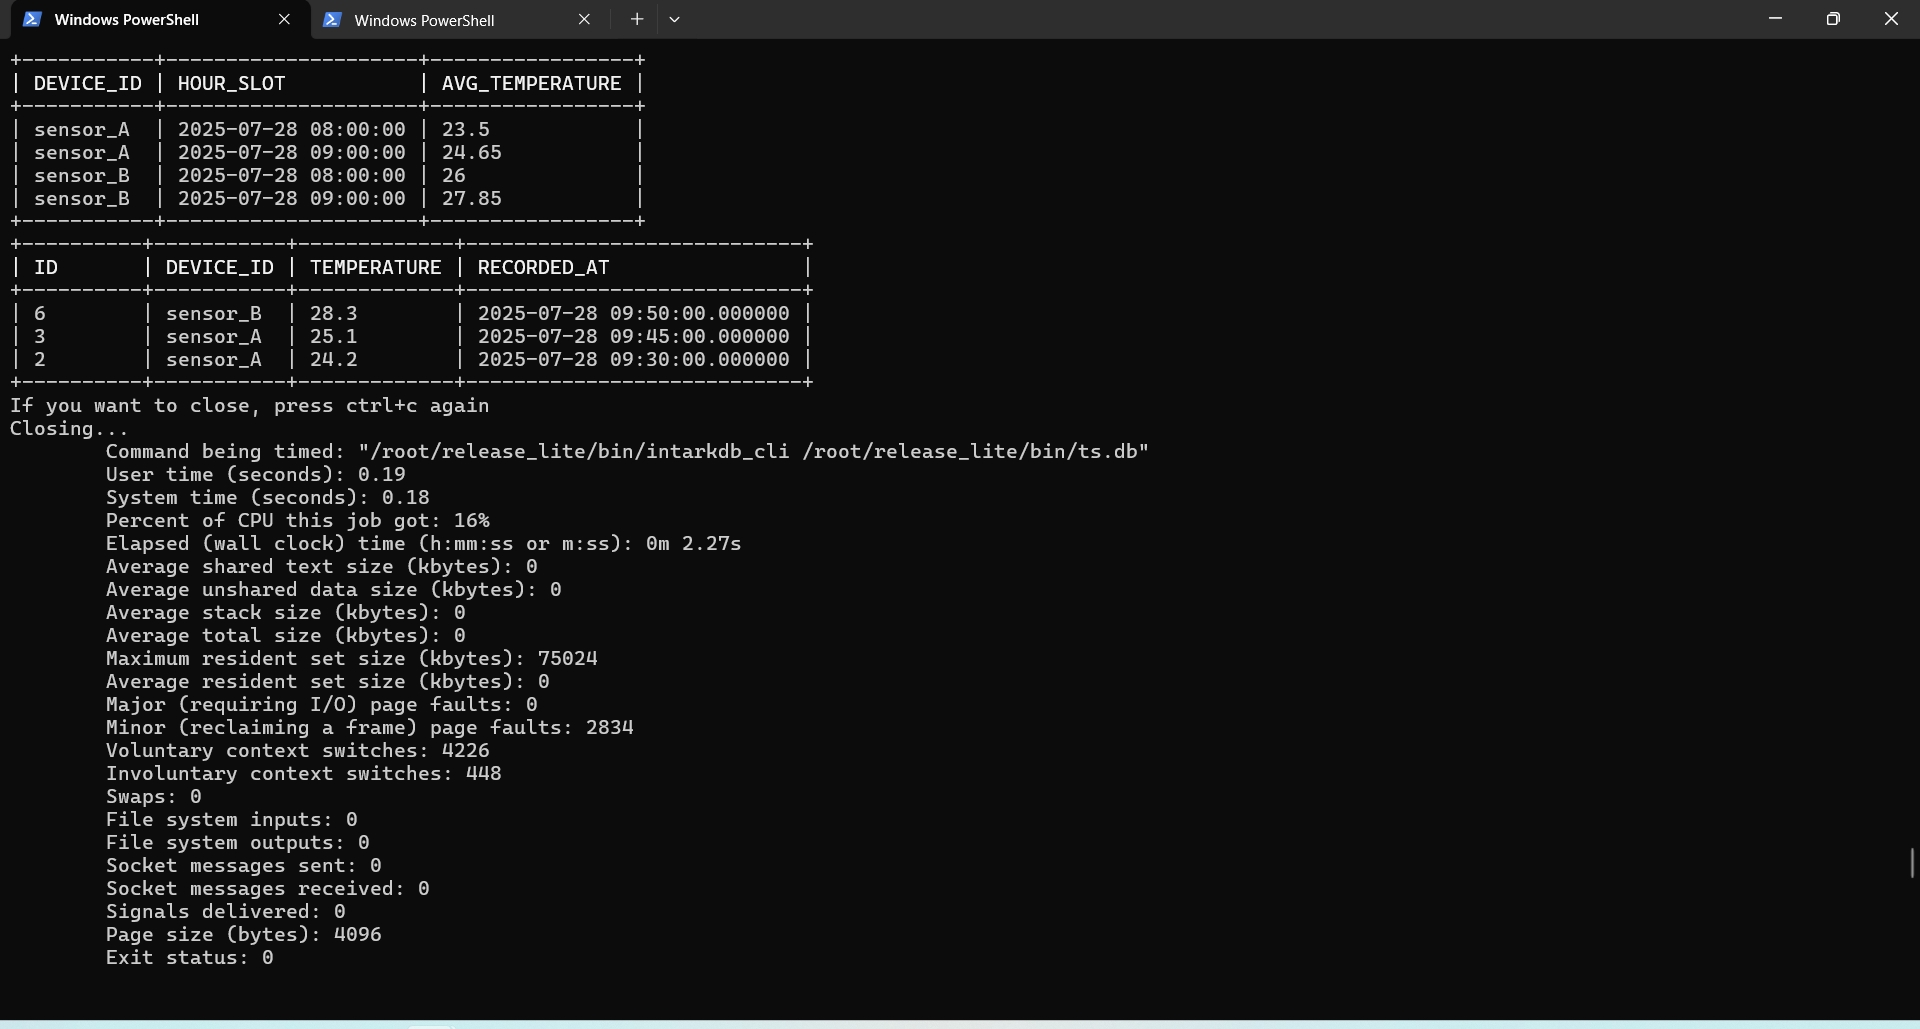 Windows PowerShell
Windows PowerShell
+-----------+---------------------+-----------------+
| DEVICE_ID | HOUR_SLOT           | AVG_TEMPERATURE |
+-----------+---------------------+-----------------+
| sensor_A  | 2025-07-28 08:00:00 | 23.5            |
| sensor_A  | 2025-07-28 09:00:00 | 24.65           |
| sensor_B  | 2025-07-28 08:00:00 | 26              |
| sensor_B  | 2025-07-28 09:00:00 | 27.85           |
+-----------+---------------------+-----------------+
+----------+-----------+-------------+----------------------------+
| ID       | DEVICE_ID | TEMPERATURE | RECORDED_AT                |
+----------+-----------+-------------+----------------------------+
| 6        | sensor_B  | 28.3        | 2025-07-28 09:50:00.000000 |
| 3        | sensor_A  | 25.1        | 2025-07-28 09:45:00.000000 |
| 2        | sensor_A  | 24.2        | 2025-07-28 09:30:00.000000 |
+----------+-----------+-------------+----------------------------+
If you want to close, press ctrl+c again
Closing...
Command being timed: "/root/release_lite/bin/intarkdb_cli /root/release_lite/bin/ts.db"
User time (seconds): 0.19
System time (seconds): 0.18
Percent of CPU this job got: 16%
Elapsed (wall clock) time (h:mm:ss or m:ss): 0m 2.27s
Average shared text size (kbytes): 0
Average unshared data size (kbytes): 0
Average stack size (kbytes): 0
Average total size (kbytes): 0
Maximum resident set size (kbytes): 75024
Average resident set size (kbytes): 0
Major (requiring I/O) page faults: 0
Minor (reclaiming a frame) page faults: 2834
Voluntary context switches: 4226
Involuntary context switches: 448
Swaps: 0
File system inputs: 0
File system outputs: 0
Socket messages sent: 0
Socket messages received: 0
Signals delivered: 0
Page size (bytes): 4096
Exit status: 0